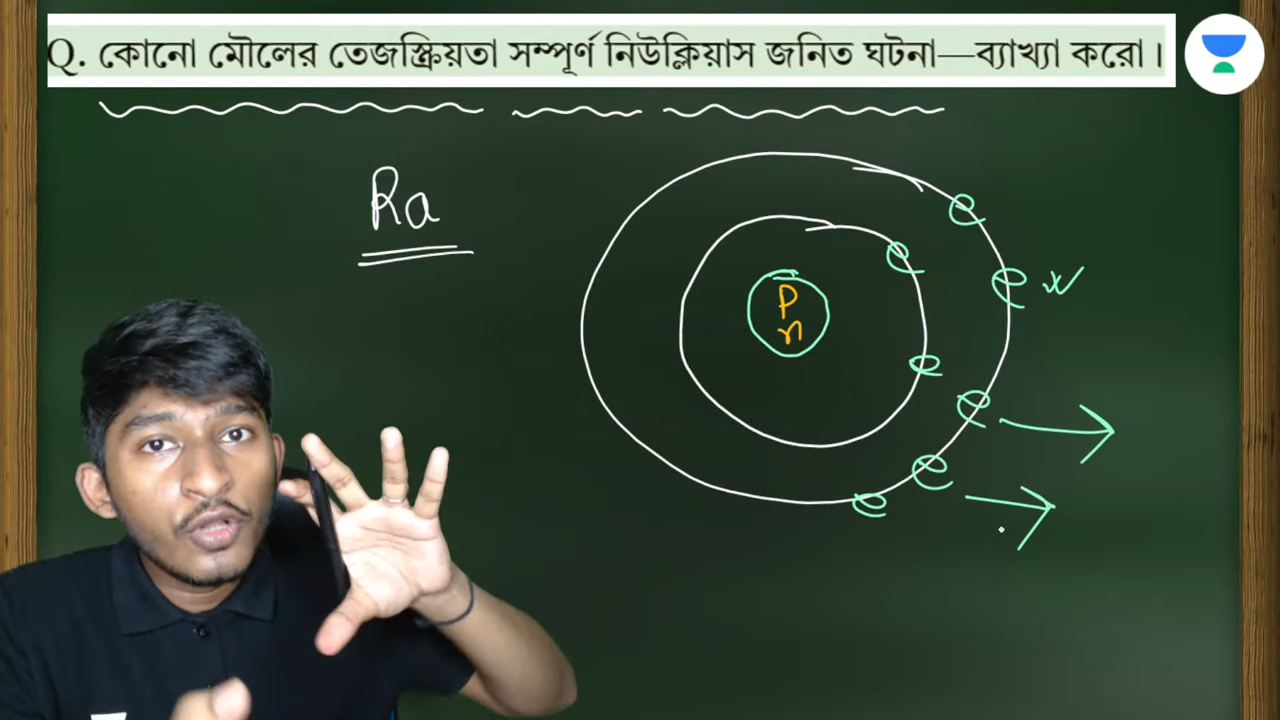 Q. কোনো মৌলের তেজস্ক্রিয়তা সম্পূর্ণ নিউক্লিয়াস জনিত ঘটনা—ব্যাখ্যা করো।
Ra
e
e
e
P
n
e
e
e
e